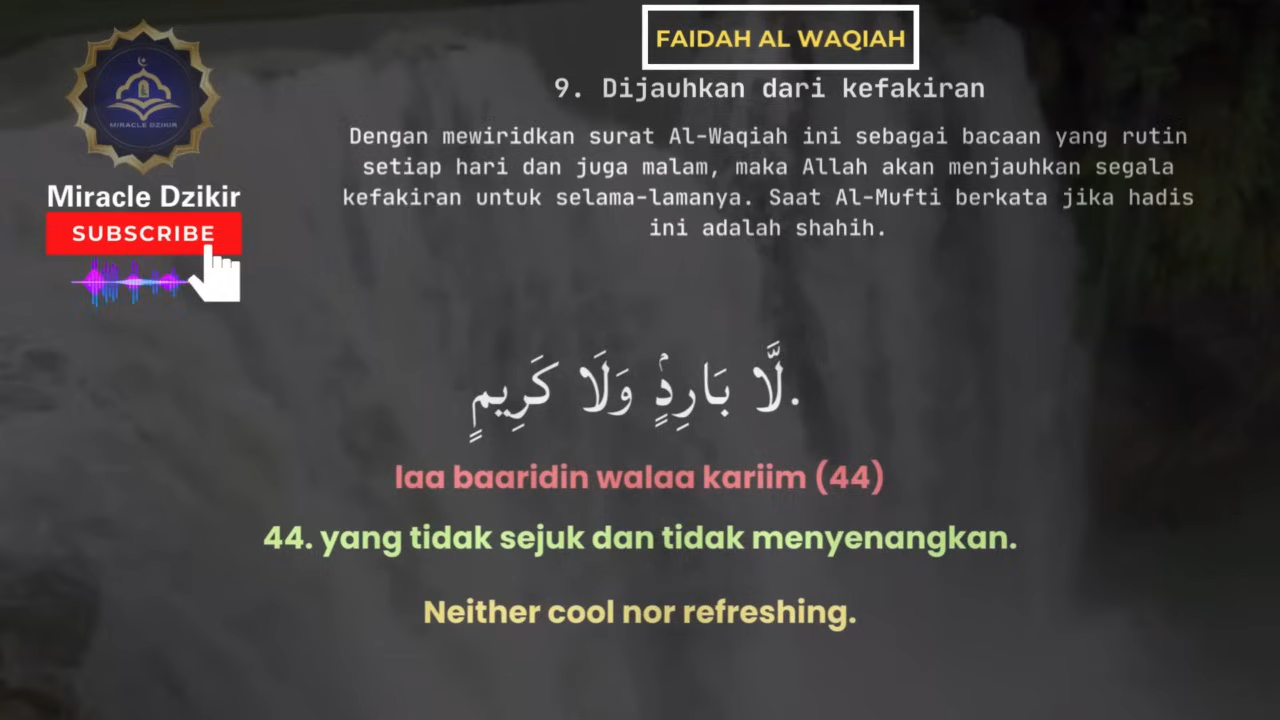 FAIDAH AL WAQIAH
9. Dijauhkan dari kefakiran
Dengan mewiridkan surat Al-Waqiah ini sebagai bacaan yang rutin
setiap hari dan juga malam, maka Allah akan menjauhkan segala
kefakiran untuk selama-lamanya. Saat Al-Mufti berkata jika hadis
ini adalah shahih.
MIRACLE DZIKIR
Miracle Dzikir
SUBSCRIBE
لَّا بَارِدٍۢ وَلَا كَرِيمٍ.
laa baaridin walaa kariim (44)
44. yang tidak sejuk dan tidak menyenangkan.
Neither cool nor refreshing.